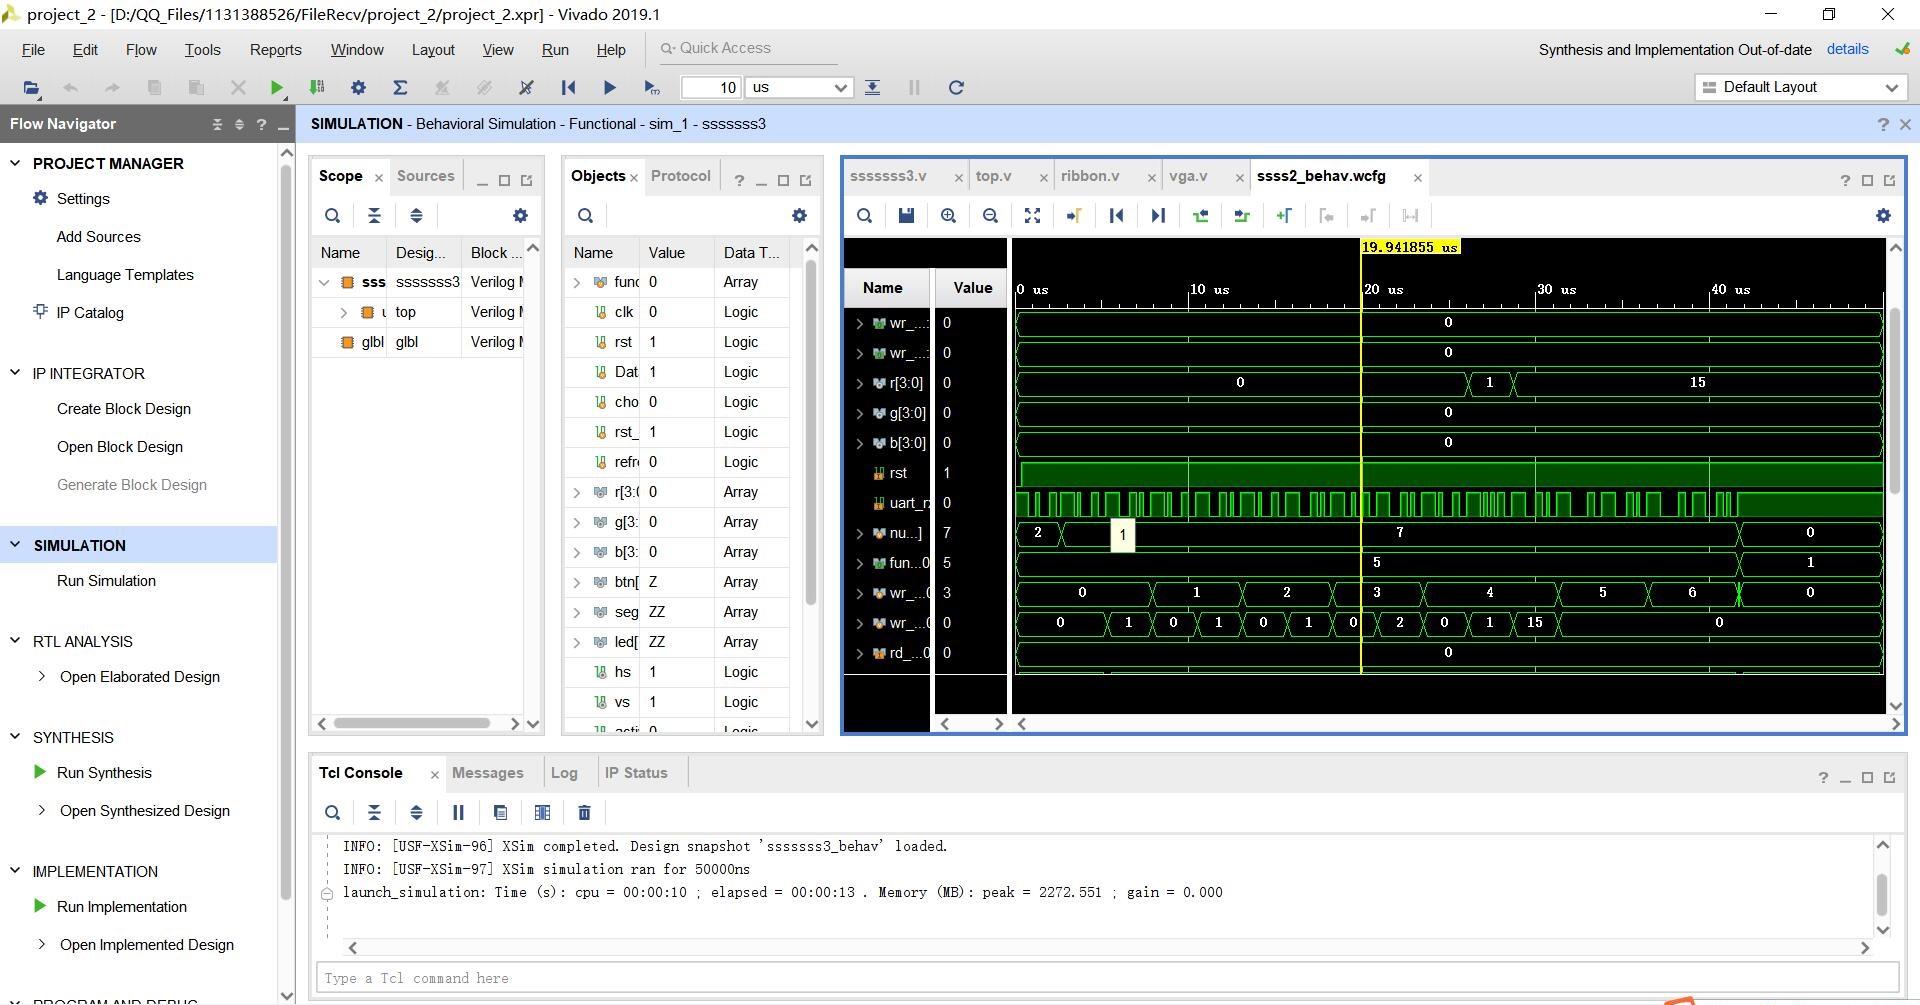 project_2 - [D:/QQ_Files/1131388526/FileRecv/project_2/project_2.xpr] - Vivado 2019.1
File Edit Flow Tools Reports Window Layout View Run Help Quick Access
Synthesis and Implementation Out-of-date details
10 us
Default Layout
Flow Navigator
PROJECT MANAGER
Settings
Add Sources
Language Templates
IP Catalog
IP INTEGRATOR
Create Block Design
Open Block Design
Generate Block Design
SIMULATION
Run Simulation
RTL ANALYSIS
Open Elaborated Design
SYNTHESIS
Run Synthesis
Open Synthesized Design
IMPLEMENTATION
Run Implementation
Open Implemented Design
PROGRAM AND DEBUG
SIMULATION - Behavioral Simulation - Functional - sim_1 - sssssss3
Scope Sources
Name Desig... Block ...
sss sssssss3 Verilog M
u top Verilog M
glbl glbl Verilog M
Objects Protocol
Name Value Data T...
func 0 Array
clk 0 Logic
rst 1 Logic
Dat 1 Logic
cho 0 Logic
rst_ 1 Logic
refr 0 Logic
r[3:0 0 Array
g[3: 0 Array
b[3: 0 Array
btn[ Z Array
seg ZZ Array
led[ ZZ Array
hs 1 Logic
vs 1 Logic
acti 0 Logic
sssssss3.v top.v ribbon.v vga.v ssss2_behav.wcfg
19.941855 us
Name Value
0 us 10 us 20 us 30 us 40 us
wr_...: 0 0
wr_...: 0 0
r[3:0] 0 0 1 15
g[3:0] 0 0
b[3:0] 0 0
rst 1
uart_rx 0
nu...] 7 2 1 7 0
fun...0 5 5 1
wr_...0 3 0 1 2 3 4 5 6 0
wr_...0 0 0 1 0 1 0 1 0 2 0 1 15 0
rd_...0 0 0
Tcl Console Messages Log IP Status
INFO: [USF-XSim-96] XSim completed. Design snapshot 'sssssss3_behav' loaded.
INFO: [USF-XSim-97] XSim simulation ran for 50000ns
launch_simulation: Time (s): cpu = 00:00:10 ; elapsed = 00:00:13 . Memory (MB): peak = 2272.551 ; gain = 0.000
Type a Tcl command here